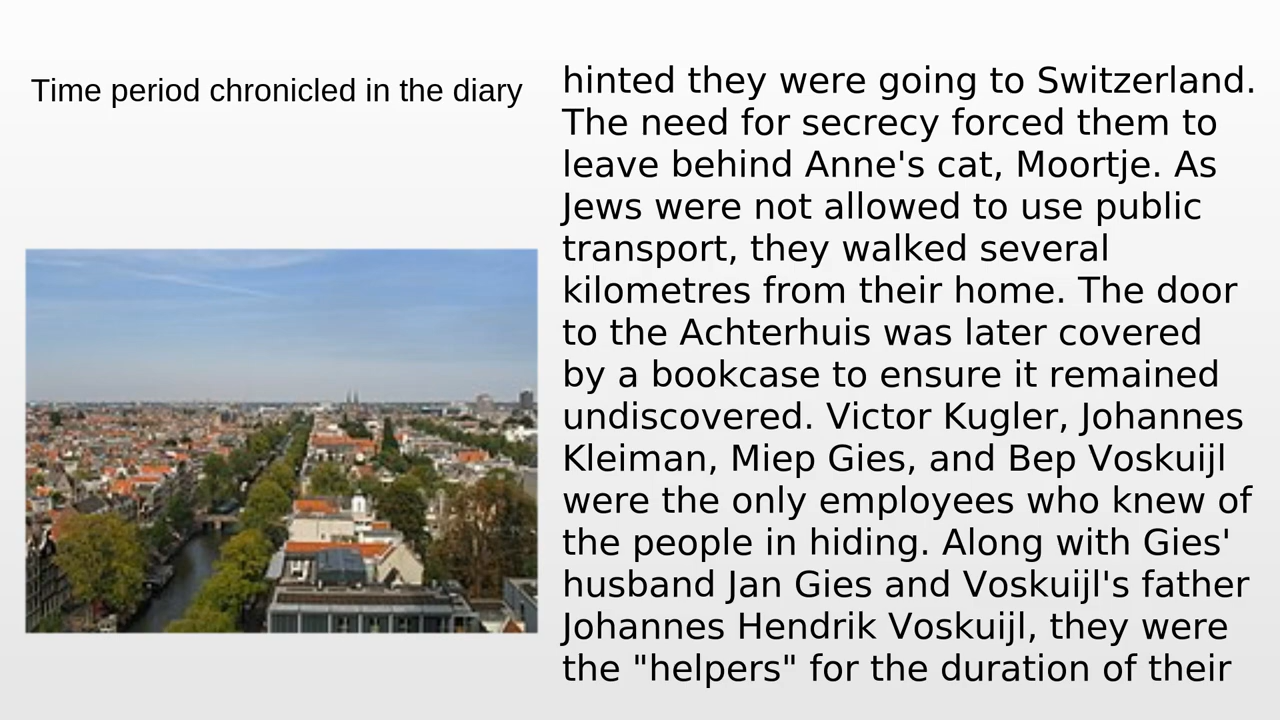 Time period chronicled in the diary
hinted they were going to Switzerland.
The need for secrecy forced them to
leave behind Anne's cat, Moortje. As
Jews were not allowed to use public
transport, they walked several
kilometres from their home. The door
to the Achterhuis was later covered
by a bookcase to ensure it remained
undiscovered. Victor Kugler, Johannes
Kleiman, Miep Gies, and Bep Voskuijl
were the only employees who knew of
the people in hiding. Along with Gies'
husband Jan Gies and Voskuijl's father
Johannes Hendrik Voskuijl, they were
the "helpers" for the duration of their